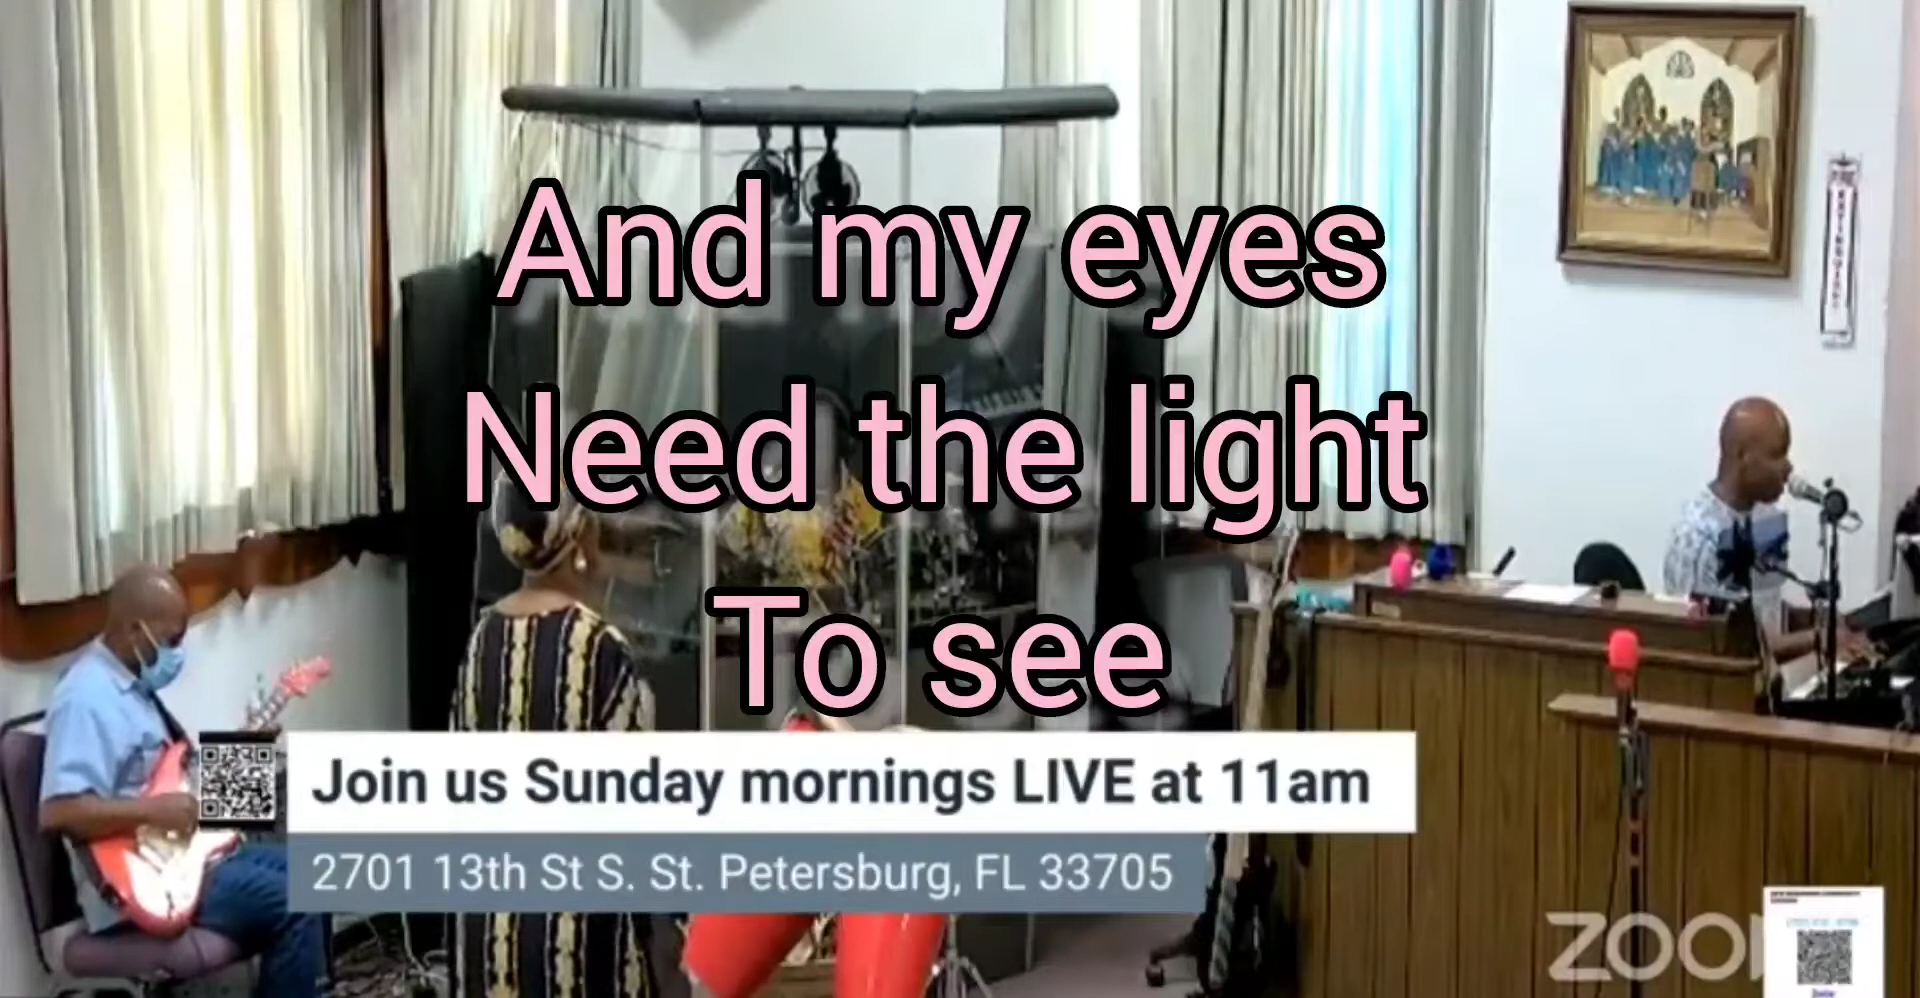 And my eyes
Need the light
To see
Join us Sunday mornings LIVE at 11am
2701 13th St S. St. Petersburg, FL 33705
ZOO